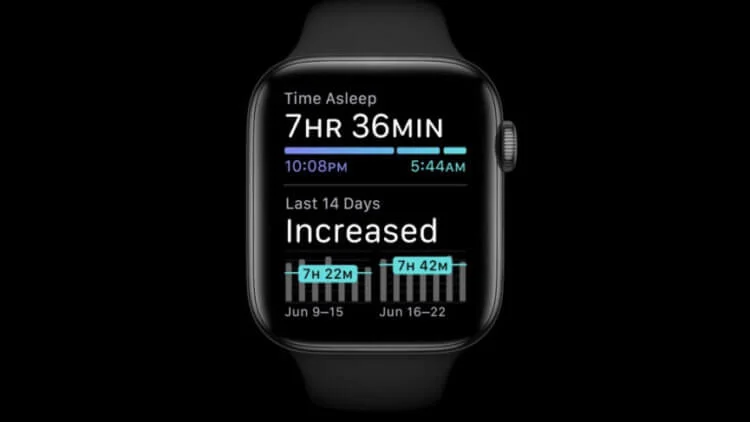 Time Asleep
7HR 36MIN
10:08PM 5:44AM
Last 14 Days
Increased
7H 22M 7H 42M
Jun 9–15 Jun 16–22